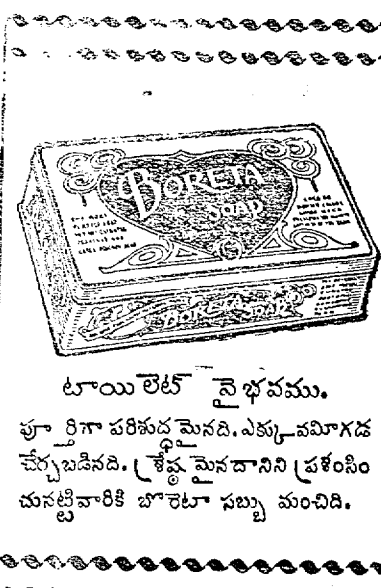 BORETA
SOAP
BORETA SOAP
టాయిలెట్ వైభవము.
పూర్తిగా పరిశుద్ధమైనది. ఎక్కువమీగడ
చేర్చబడినది. శ్రేష్ఠమైనదానిని ప్రశంసిం
చునట్టివారికి బొరెటా సబ్బు మంచిది.